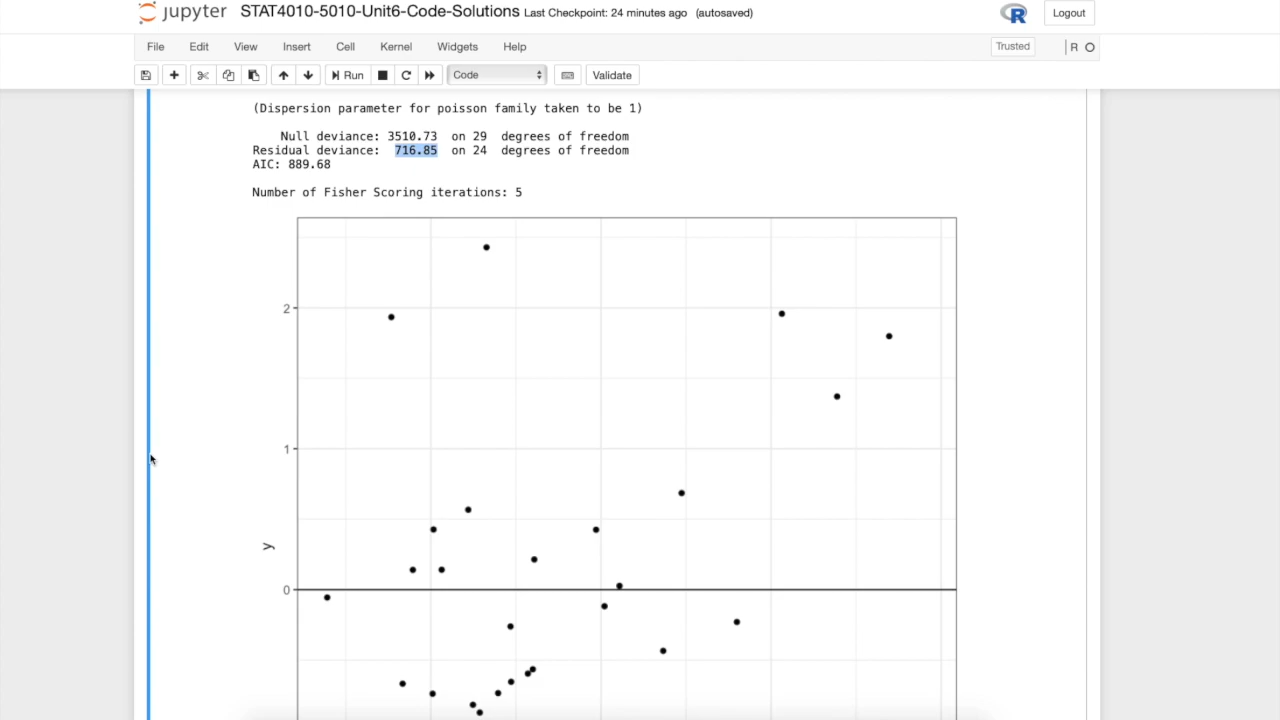 jupyter STAT4010-5010-Unit6-Code-Solutions Last Checkpoint: 24 minutes ago (autosaved) R Logout
File Edit View Insert Cell Kernel Widgets Help Trusted R
Run Code Validate
(Dispersion parameter for poisson family taken to be 1)
Null deviance: 3510.73 on 29 degrees of freedom
Residual deviance: 716.85 on 24 degrees of freedom
AIC: 889.68
Number of Fisher Scoring iterations: 5
2
1
y
0